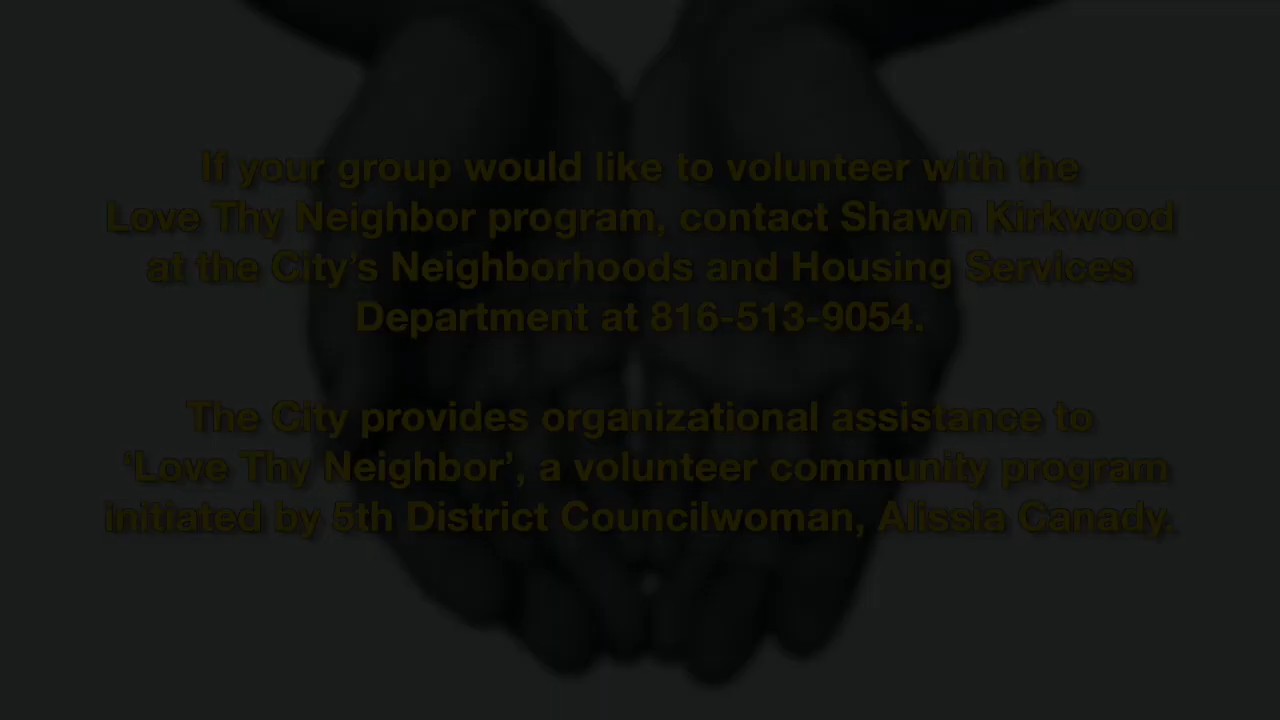 If your group would like to volunteer with the
Love Thy Neighbor program, contact Shawn Kirkwood
at the City's Neighborhoods and Housing Services
Department at 816-513-9054.
The City provides organizational assistance to
‘Love Thy Neighbor’, a volunteer community program
initiated by 5th District Councilwoman, Alissia Canady.